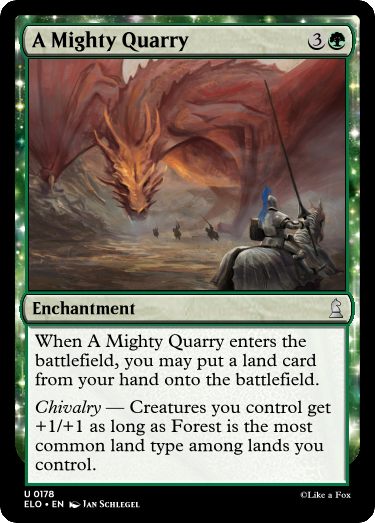 A Mighty Quarry 3
Enchantment
When A Mighty Quarry enters the
battlefield, you may put a land card
from your hand onto the battlefield.
Chivalry — Creatures you control get
+1/+1 as long as Forest is the most
common land type among lands you
control.
U 0178
ELO • EN JAN SCHLEGEL
©Like a Fox